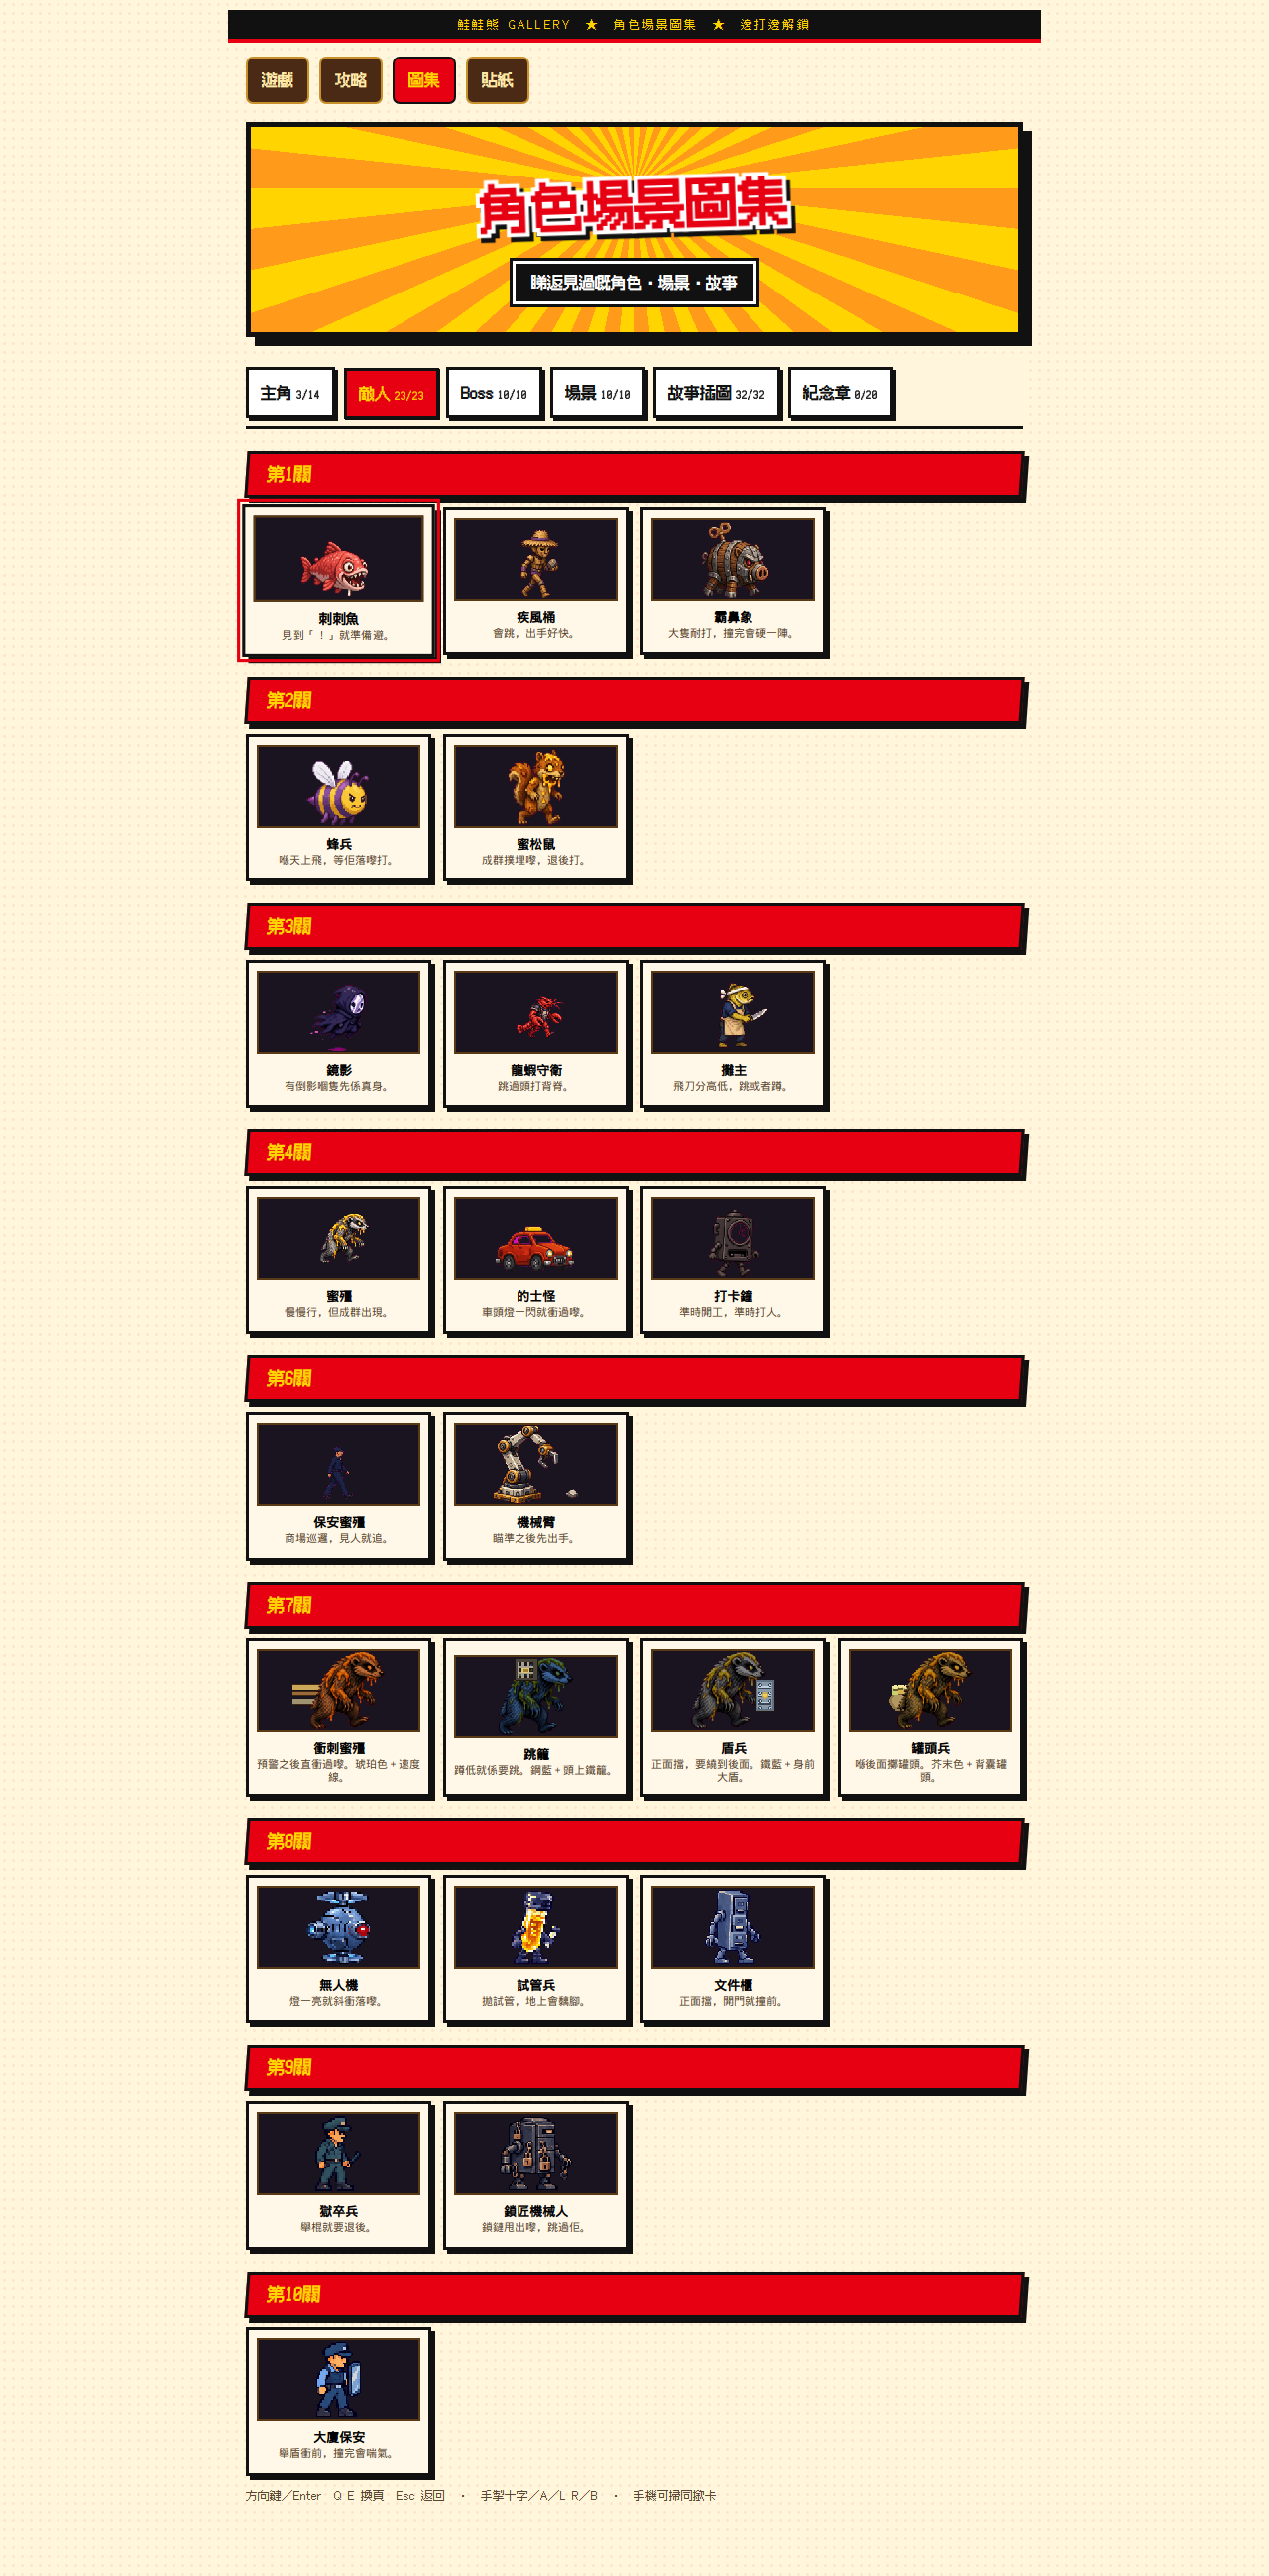 鮭鮭熊 GALLERY ★ 角色場景圖集 ★ 邊打邊解鎖
遊戲 攻略 圖集 貼紙
角色場景圖集
睇返見過嘅角色・場景・故事
主角 3/14 敵人 23/23 Boss 10/10 場景 10/10 故事插圖 32/32 紀念章 0/20
第1關
刺刺魚
見到「！」就準備避。
疾風桶
會跳，出手好快。
霸鼻象
大隻耐打，撞完會硬一陣。
第2關
蜂兵
喺天上飛，等佢落嚟打。
蜜松鼠
成群撲埋嚟，退後打。
第3關
鏡影
有倒影嗰隻先係真身。
龍蝦守衛
跳過頭打背脊。
攤主
飛刀分高低，跳或者蹲。
第4關
蜜殭
慢慢行，但成群出現。
的士怪
車頭燈一閃就衝過嚟。
打卡鐘
準時開工，準時打人。
第6關
保安蜜殭
商場巡邏，見人就追。
機械臂
瞄準之後先出手。
第7關
衝刺蜜殭
預警之後直衝過嚟。琥珀色＋速度
線。
跳籠
蹲低就係要跳。鋼藍＋頭上鐵籠。
盾兵
正面擋，要繞到後面。鐵藍＋身前
大盾。
罐頭兵
喺後面擲罐頭。芥末色＋背囊罐
頭。
第8關
無人機
燈一亮就斜衝落嚟。
試管兵
拋試管，地上會黐腳。
文件櫃
正面擋，開門就撞前。
第9關
獄卒兵
舉棍就要退後。
鎖匠機械人
鎖鏈甩出嚟，跳過佢。
第10關
大廈保安
舉盾衝前，撞完會喘氣。
方向鍵／Enter Q E 換頁 Esc 返回 ・ 手掣十字／A／L R／B ・ 手機可掃同撳卡